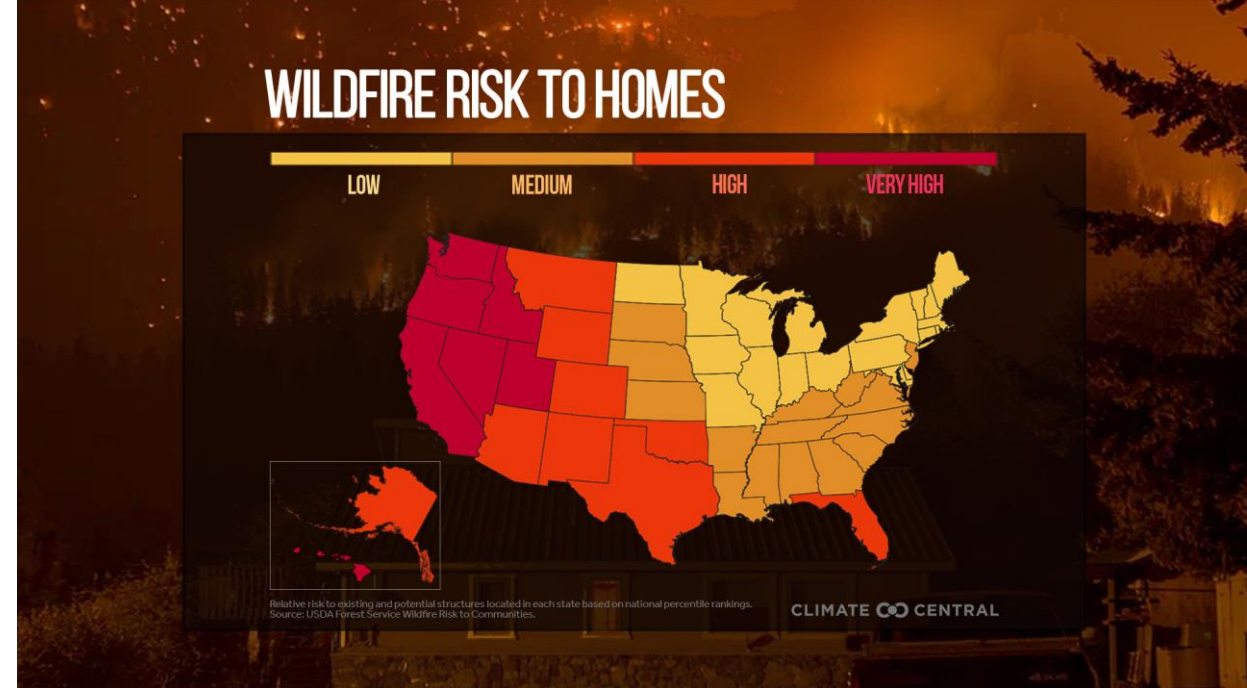 WILDFIRE RISK TO HOMES
LOW MEDIUM HIGH VERY HIGH
Relative risk to existing and potential structures located in each state based on national percentile rankings.
Source: USDA Forest Service Wildfire Risk to Communities.
CLIMATE CENTRAL